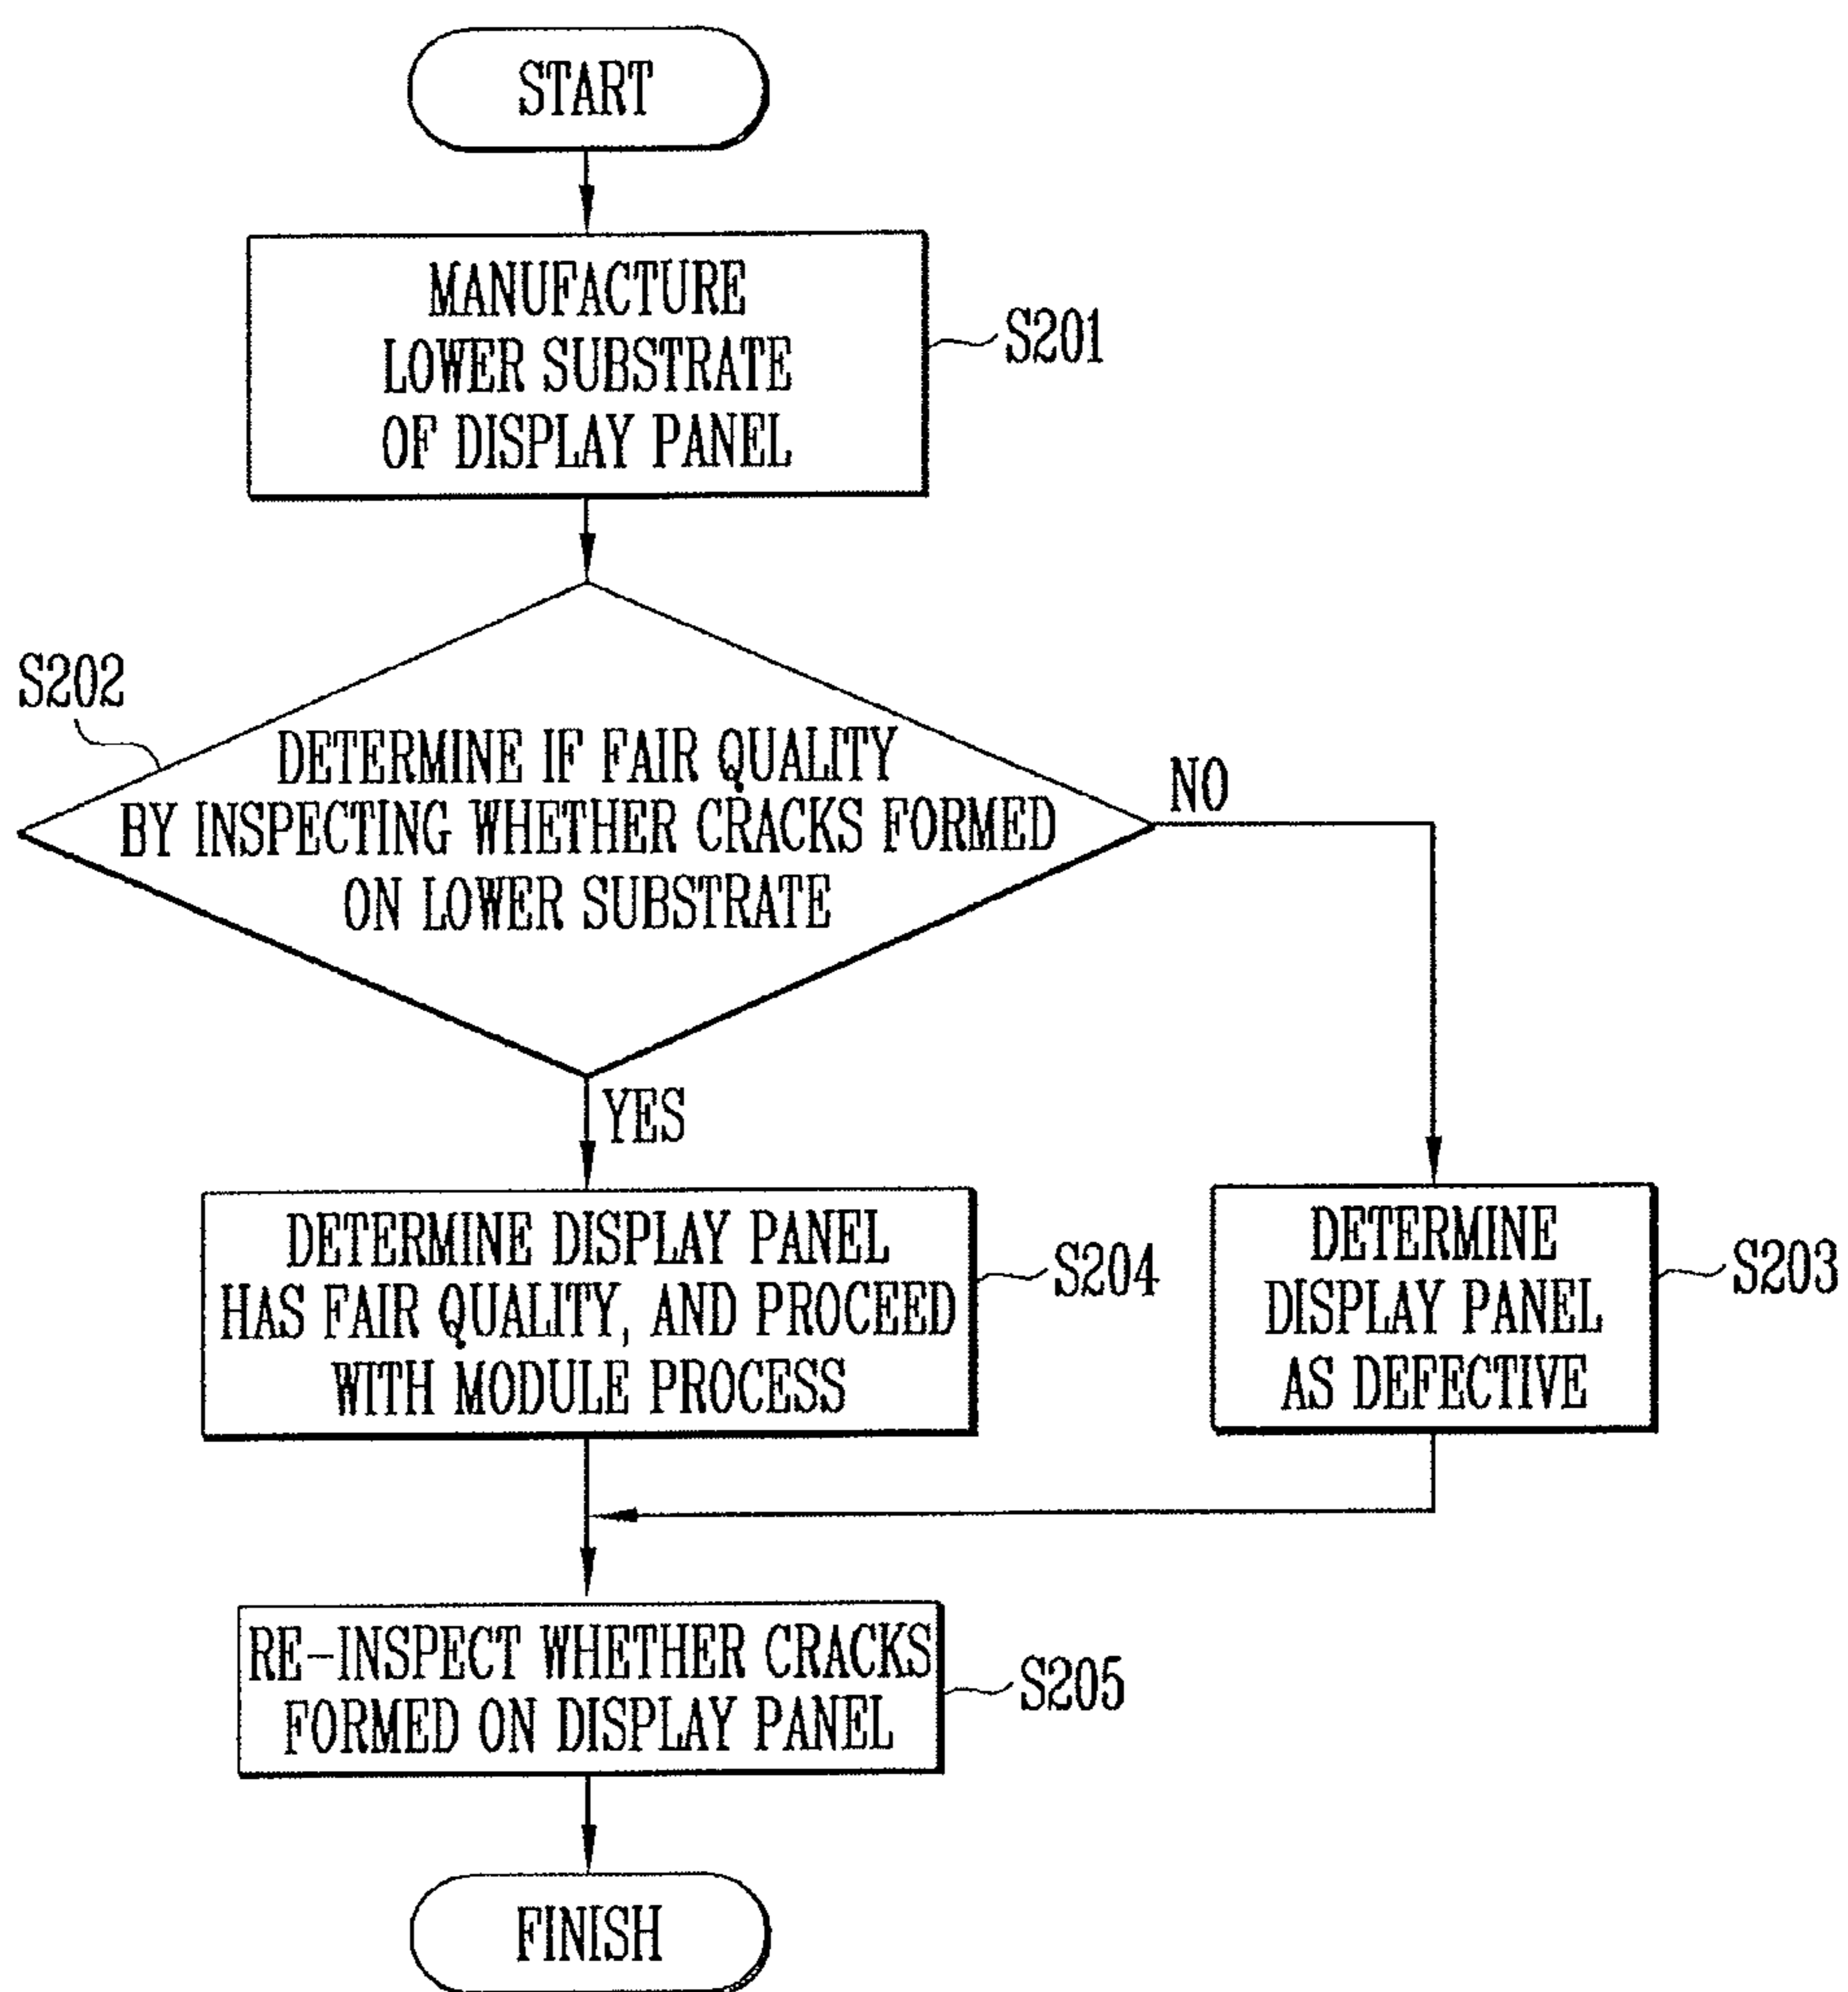 START
MANUFACTURE
LOWER SUBSTRATE
OF DISPLAY PANEL
S201
S202
DETERMINE IF FAIR QUALITY
BY INSPECTING WHETHER CRACKS FORMED
ON LOWER SUBSTRATE
NO
YES
DETERMINE DISPLAY PANEL
HAS FAIR QUALITY, AND PROCEED
WITH MODULE PROCESS
S204
DETERMINE
DISPLAY PANEL
AS DEFECTIVE
S203
RE-INSPECT WHETHER CRACKS
FORMED ON DISPLAY PANEL
S205
FINISH